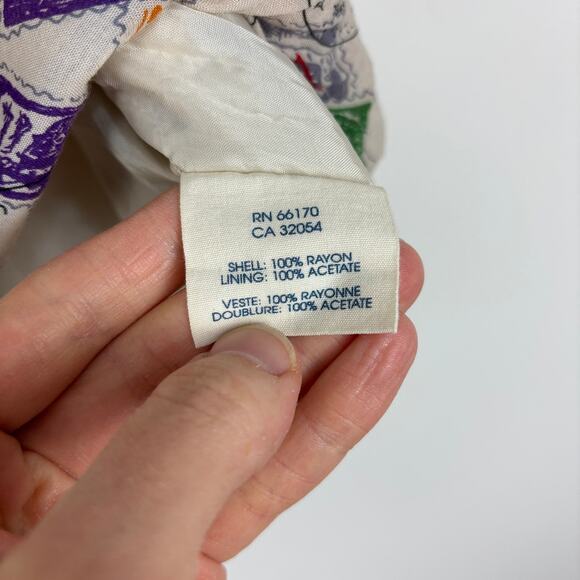 RN 66170
CA 32054
SHELL: 100% RAYON
LINING: 100% ACETATE
VESTE: 100% RAYONNE
DOUBLURE: 100% ACETATE